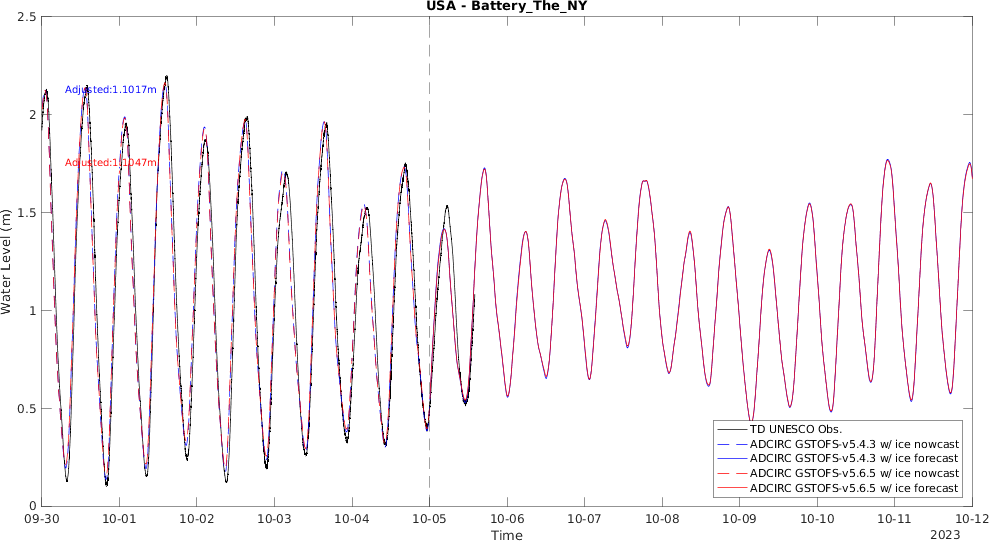 USA - Battery_The_NY
2.5
Adjusted:1.1017m
2
Adjusted:1.1047m
1.5
Water Level (m)
1
0.5
0
TD UNESCO Obs.
ADCIRC GSTOFS-v5.4.3 w/ ice nowcast
ADCIRC GSTOFS-v5.4.3 w/ ice forecast
ADCIRC GSTOFS-v5.6.5 w/ ice nowcast
ADCIRC GSTOFS-v5.6.5 w/ ice forecast
09-30 10-01 10-02 10-03 10-04 10-05 10-06 10-07 10-08 10-09 10-10 10-11 10-12
Time
2023